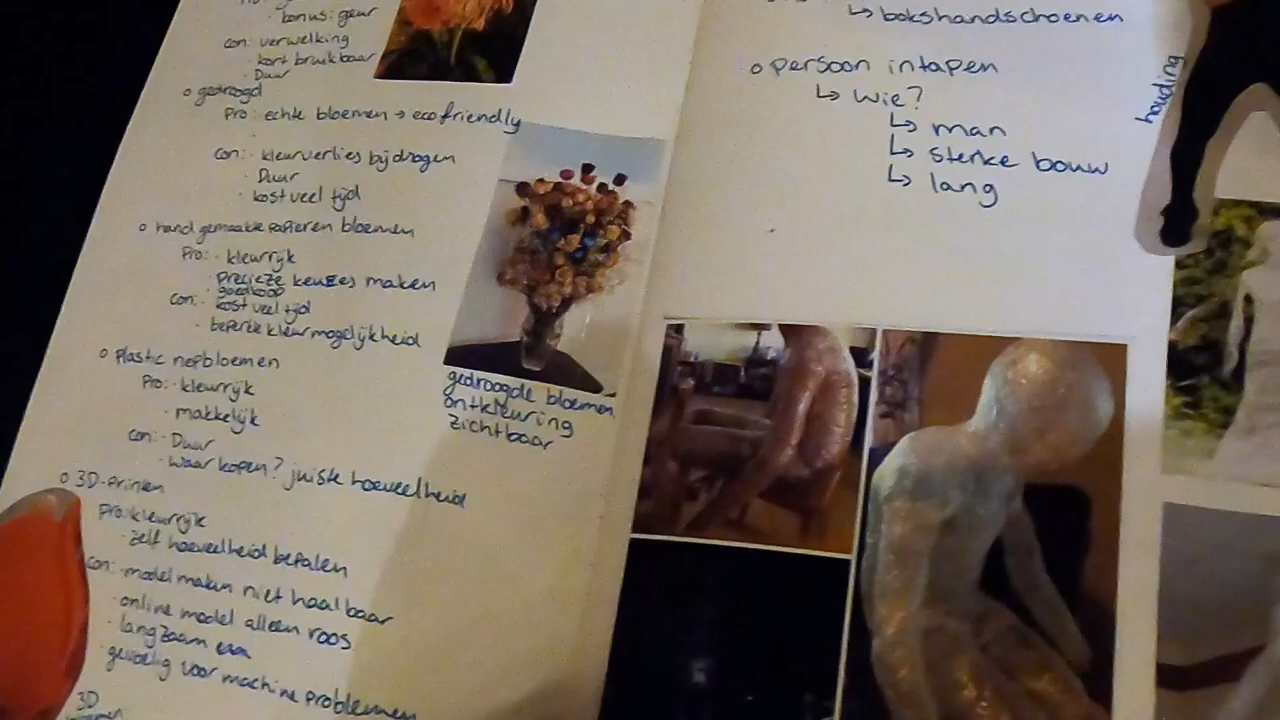 bonus: geur
con: verwelking
· kort bruikbaar
· Duur
o gedroogd
Pro: echte bloemen → eco friendly
con: · kleurverlies bij drogen
· Duur
· kost veel tijd
o hand gemaakte papieren bloemen
Pro: · kleurrijk
· Precieze keuzes maken
· goedkoop
con: · kost veel tijd
· beperkte kleur mogelijkheid
o plastic nepbloemen
Pro: · kleurrijk
· makkelijk
con: · Duur
· waar kopen? juiste hoeveelheid
o 3D-printen
Pro: kleurrijk
· zelf hoeveelheid bepalen
con: · model maken niet haalbaar
· online model alleen roos
· langzaam
· gevoelig voor machine problemen
3D
gedroogde bloemen
ontkleuring
zichtbaar
↳ bokshandschoenen
o persoon intapen
↳ Wie?
↳ man
↳ sterke bouw
↳ lang
houding